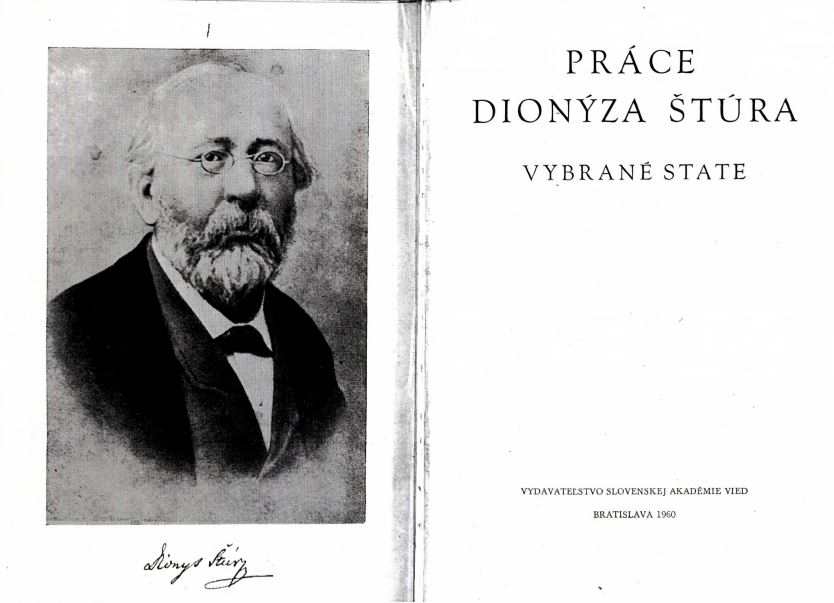 Dionys Štúr
PRÁCE
DIONÝZA ŠTÚRA
VYBRANÉ STATE
VYDAVATEĽSTVO SLOVENSKEJ AKADÉMIE VIED
BRATISLAVA 1960